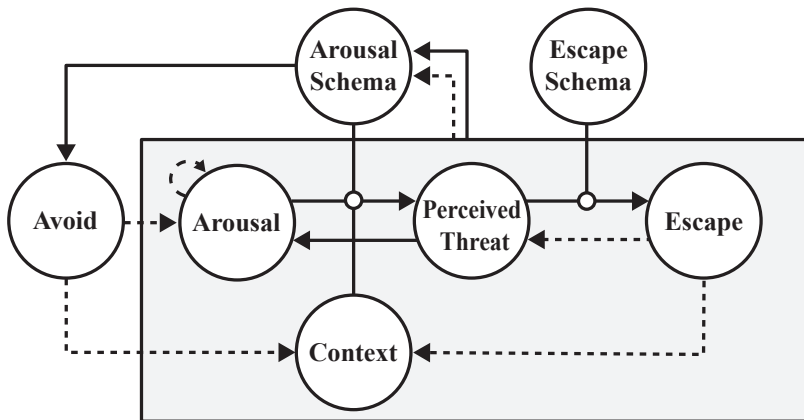 Arousal
Schema
Escape
Schema
Avoid
Arousal
Perceived
Threat
Escape
Context